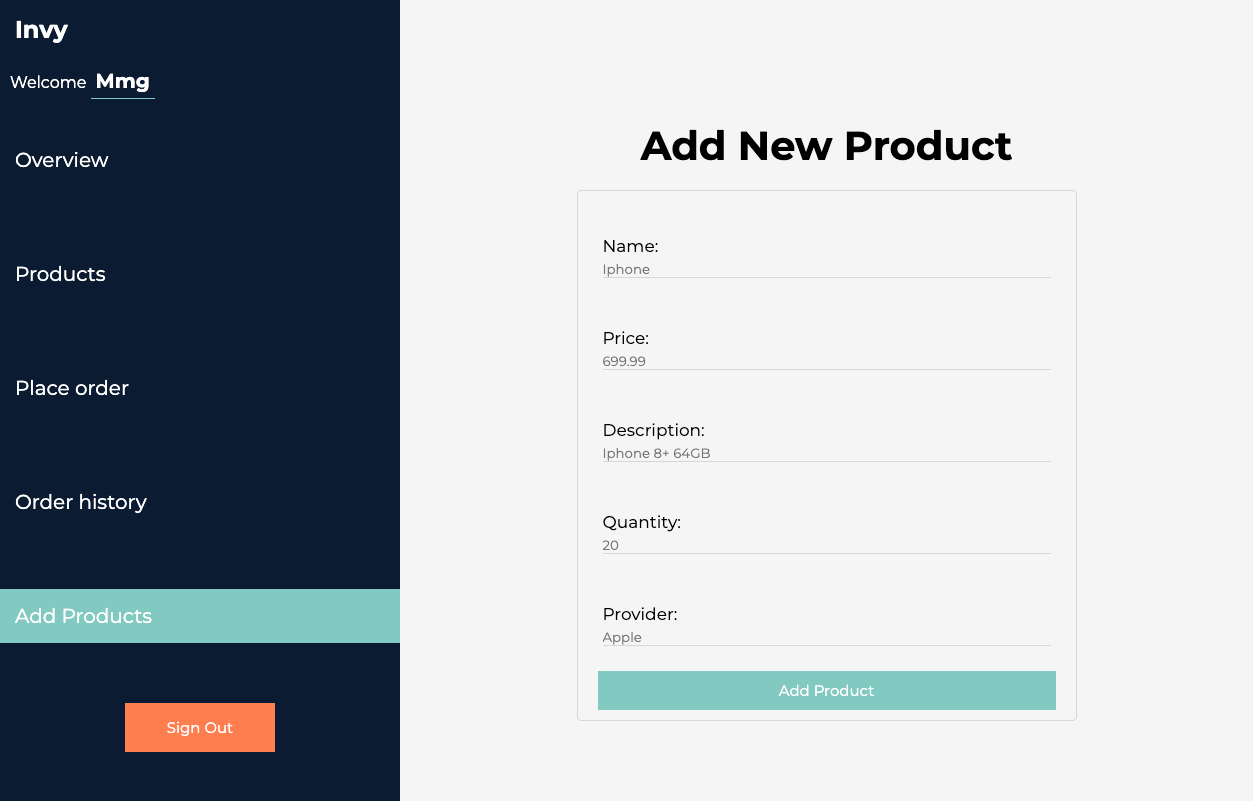 Invy
Welcome Mmg
Overview
Products
Place order
Order history
Add Products
Sign Out
Add New Product
Name:
Iphone
Price:
699.99
Description:
Iphone 8+ 64GB
Quantity:
20
Provider:
Apple
Add Product